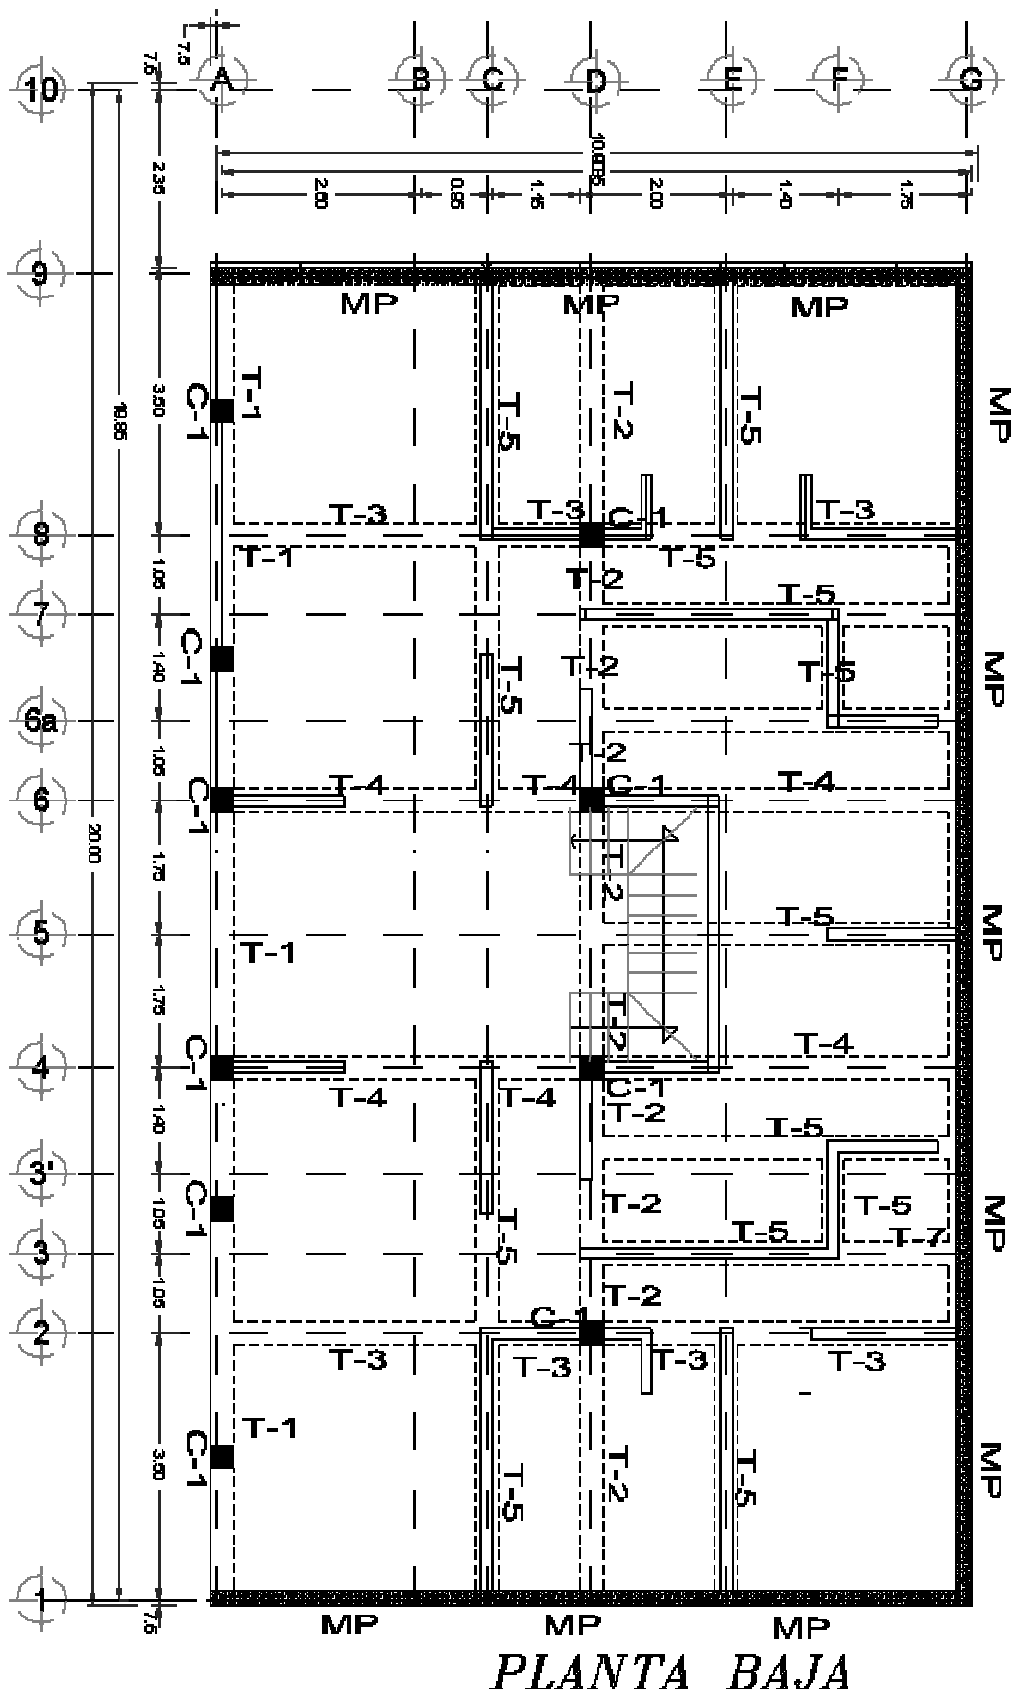 A B C D E F G
10
7.5
7.5
2.35
2.60 0.95 1.15 2.00 1.40 1.75
9
MP MP MP
MP
3.50
C-1 T-1 T-5 T-2 T-5
19.85
T-3 T-3 C-1 T-3
8
T-1 T-5
1.05
T-2
T-5
7
C-1
T-2 T-5
MP
1.40
T-5
6a
T-2
1.05
T-4 T-4 C-1 T-4
6
C-1
20.00
1.75
T-2
T-5
MP
5
T-1
1.75
T-2
T-4
4
C-1
C-1
T-4 T-4 T-2
1.40
T-5
3'
C-1
T-2 T-5
MP
1.05
T-5 T-5 T-7
3
T-2
1.05
C-1
2
T-3 T-3 T-3 T-3
T-1
C-1
3.50
T-5 T-2 T-5
MP
1
7.5
MP MP MP
PLANTA BAJA